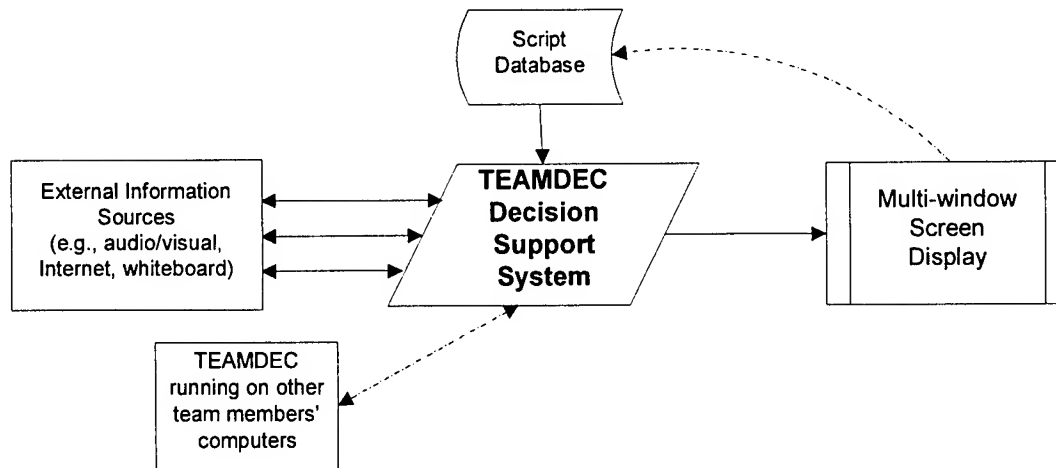 Script
Database
External Information
Sources
(e.g., audio/visual,
Internet, whiteboard)
TEAMDEC
Decision
Support
System
Multi-window
Screen
Display
TEAMDEC
running on other
team members'
computers